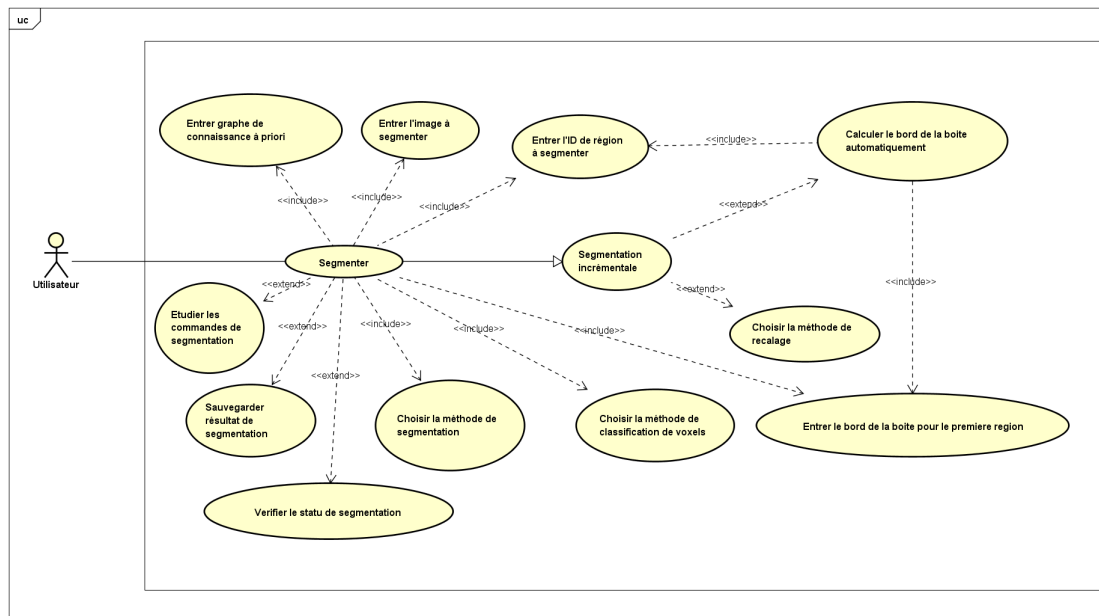 uc
Entrer graphe de
connaissance à priori
Entrer l'image à
segmenter
Entrer l'ID de région
à segmenter
<<include>>
Calculer le bord de la boite
automatiquement
<<include>>
<<include>>
<<include>>
<<extend>>
Utilisateur
Segmenter
Segmentation
incrémentale
<<extend>>
<<extend>>
<<include>>
Etudier les
commandes de
segmentation
<<extend>>
<<include>>
<<include>>
<<include>>
Choisir la méthode de
recalage
<<extend>>
Sauvegarder
résultat de
segmentation
Choisir la méthode de
segmentation
Choisir la méthode de
classification de voxels
Entrer le bord de la boite pour le premiere region
Verifier le statu de segmentation